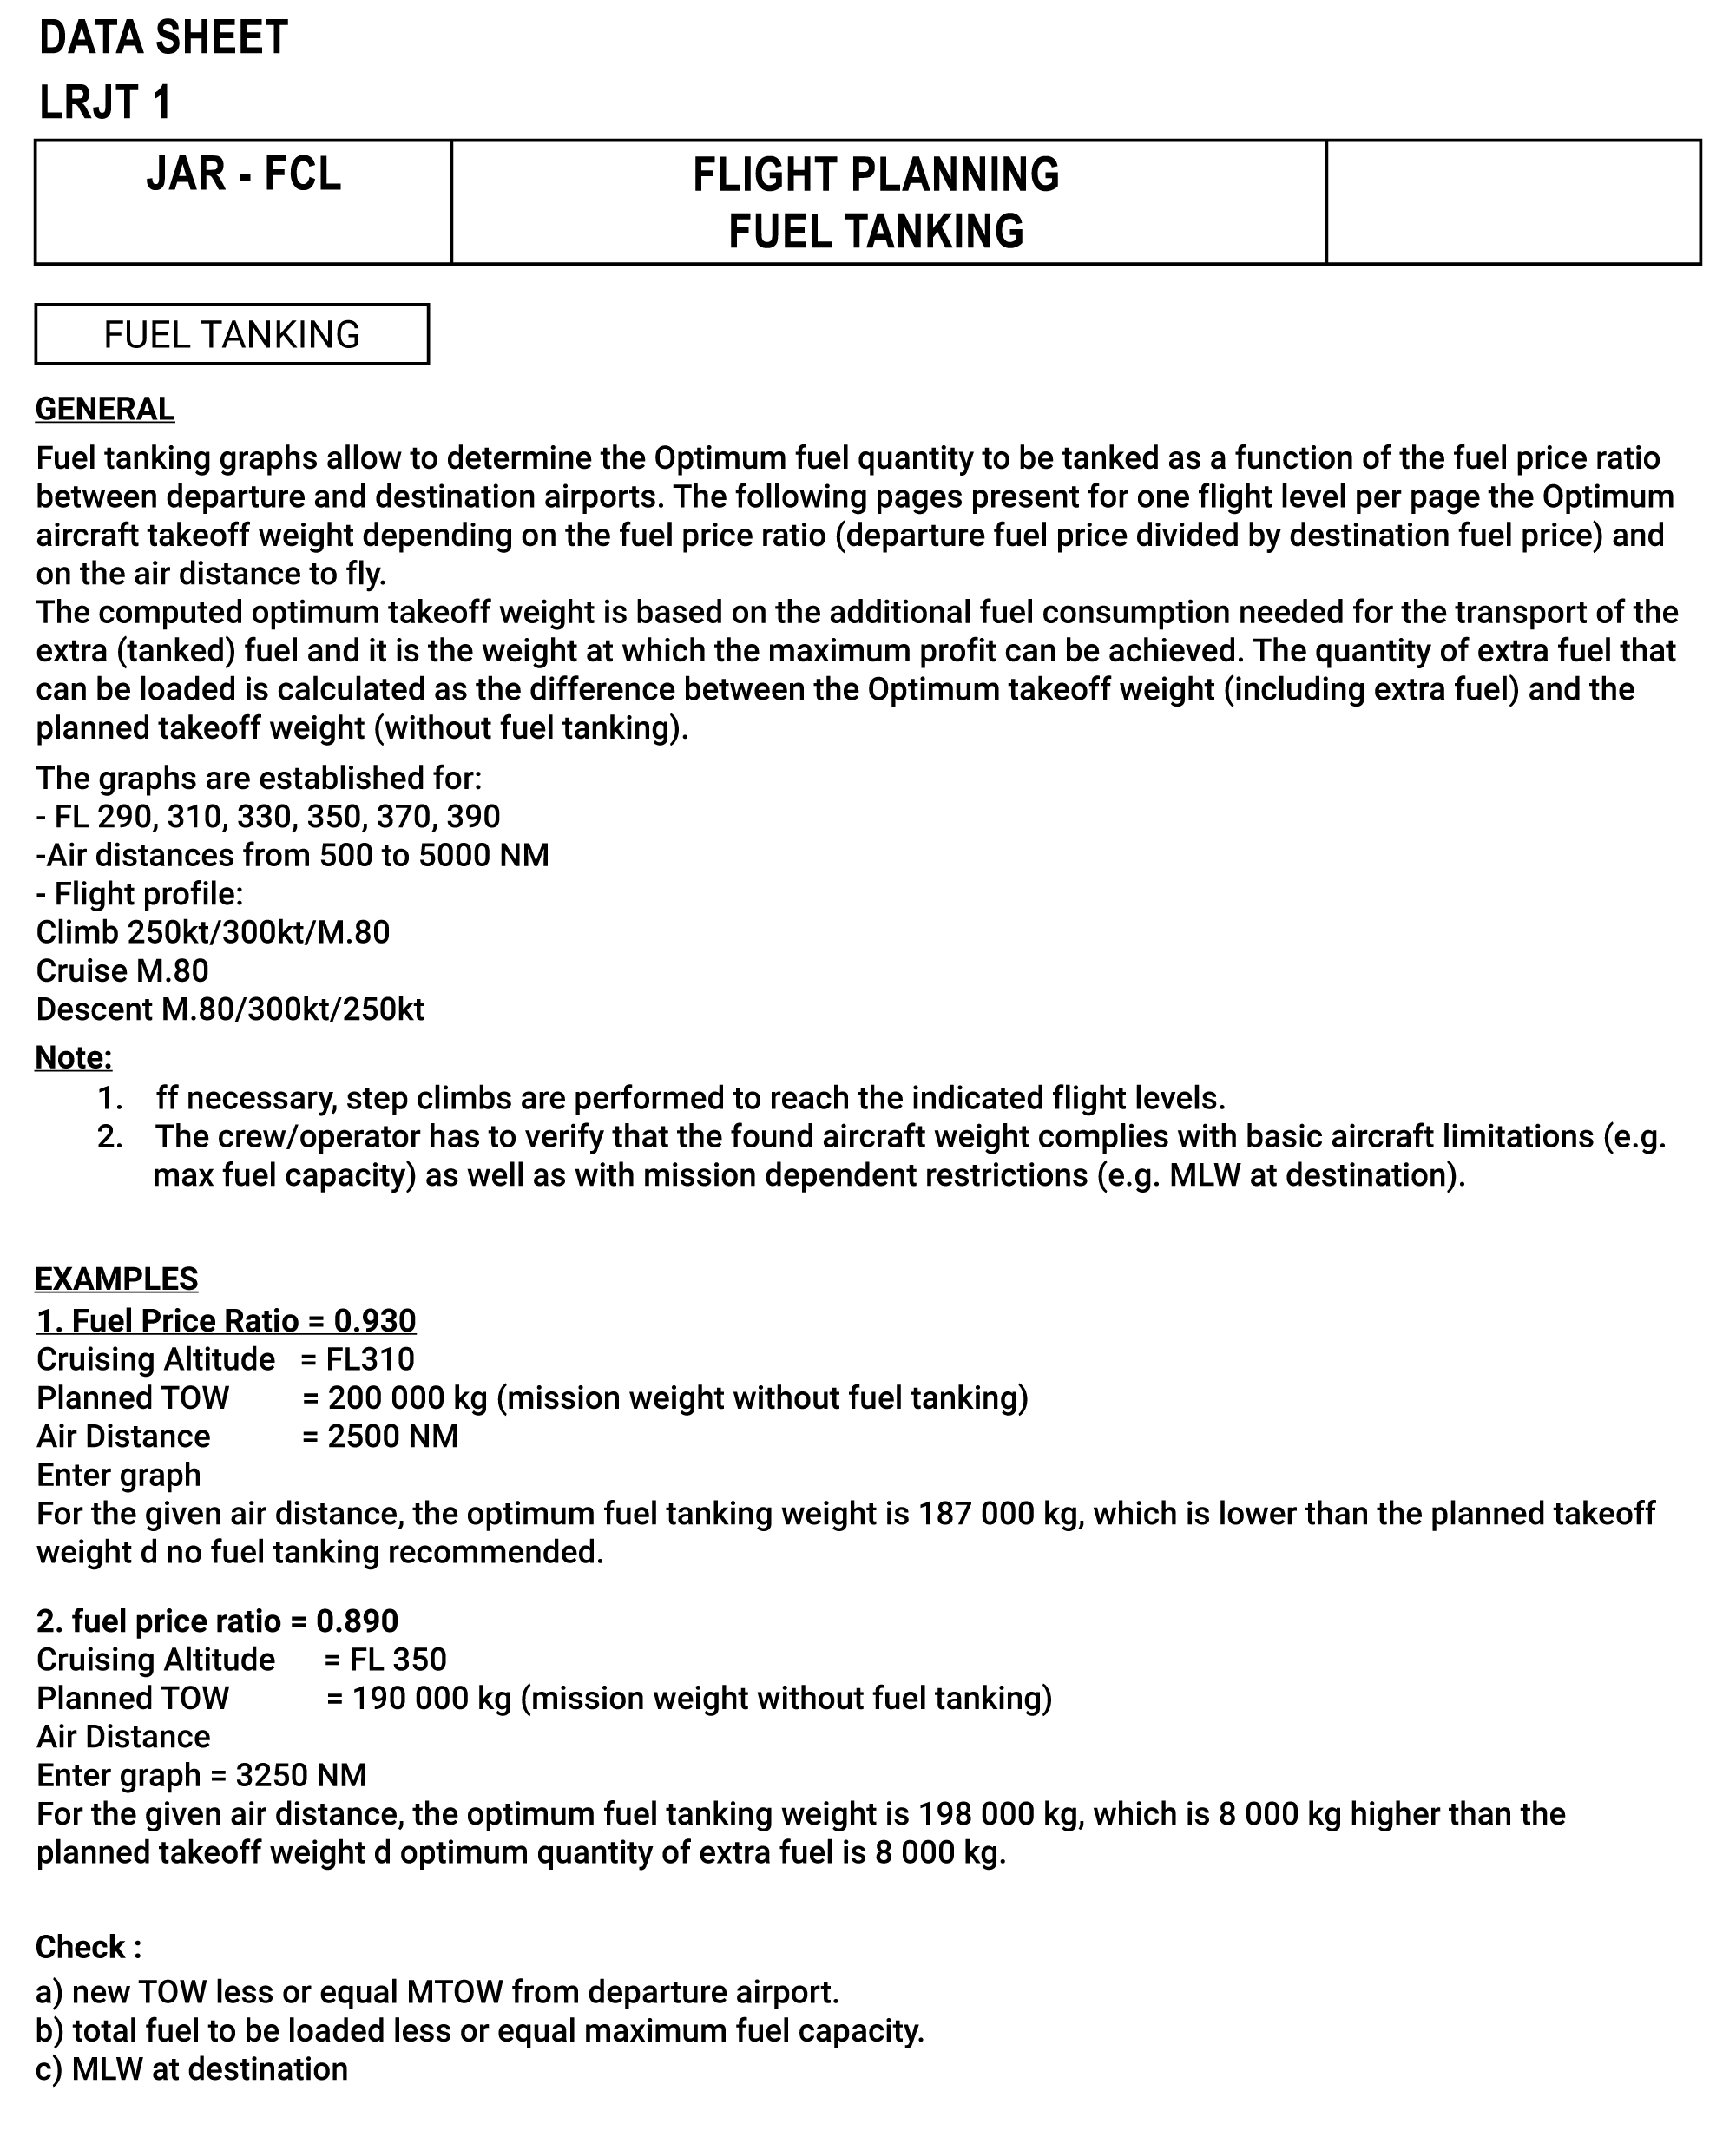 DATA SHEET
LRJT 1
JAR - FCL
FLIGHT PLANNING
FUEL TANKING
FUEL TANKING
GENERAL
Fuel tanking graphs allow to determine the Optimum fuel quantity to be tanked as a function of the fuel price ratio
between departure and destination airports. The following pages present for one flight level per page the Optimum
aircraft takeoff weight depending on the fuel price ratio (departure fuel price divided by destination fuel price) and
on the air distance to fly.
The computed optimum takeoff weight is based on the additional fuel consumption needed for the transport of the
extra (tanked) fuel and it is the weight at which the maximum profit can be achieved. The quantity of extra fuel that
can be loaded is calculated as the difference between the Optimum takeoff weight (including extra fuel) and the
planned takeoff weight (without fuel tanking).
The graphs are established for:
- FL 290, 310, 330, 350, 370, 390
-Air distances from 500 to 5000 NM
- Flight profile:
Climb 250kt/300kt/M.80
Cruise M.80
Descent M.80/300kt/250kt
Note:
1. ff necessary, step climbs are performed to reach the indicated flight levels.
2. The crew/operator has to verify that the found aircraft weight complies with basic aircraft limitations (e.g.
max fuel capacity) as well as with mission dependent restrictions (e.g. MLW at destination).
EXAMPLES
1. Fuel Price Ratio = 0.930
Cruising Altitude = FL310
Planned TOW = 200 000 kg (mission weight without fuel tanking)
Air Distance = 2500 NM
Enter graph
For the given air distance, the optimum fuel tanking weight is 187 000 kg, which is lower than the planned takeoff
weight d no fuel tanking recommended.
2. fuel price ratio = 0.890
Cruising Altitude = FL 350
Planned TOW = 190 000 kg (mission weight without fuel tanking)
Air Distance
Enter graph = 3250 NM
For the given air distance, the optimum fuel tanking weight is 198 000 kg, which is 8 000 kg higher than the
planned takeoff weight d optimum quantity of extra fuel is 8 000 kg.
Check :
a) new TOW less or equal MTOW from departure airport.
b) total fuel to be loaded less or equal maximum fuel capacity.
c) MLW at destination